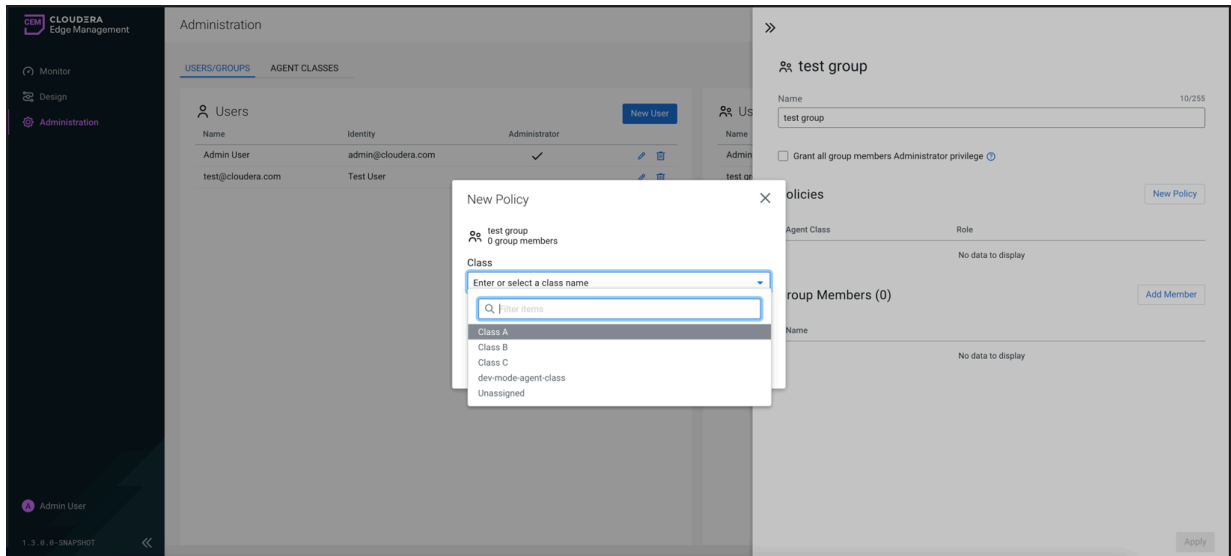 CEM CLOUDERA
Edge Management
Monitor
Design
Administration
A Admin User
1.3.0.0-SNAPSHOT
Administration
USERS/GROUPS AGENT CLASSES
Users
New User
Name Identity Administrator
Admin User admin@cloudera.com
test@cloudera.com Test User
Us
Name
Admin
test gr
New Policy
test group
0 group members
Class
Enter or select a class name
Filter items
Class A
Class B
Class C
dev-mode-agent-class
Unassigned
test group
Name 10/255
test group
Grant all group members Administrator privilege
olicies
New Policy
Agent Class Role
No data to display
roup Members (0)
Add Member
Name
No data to display
Apply